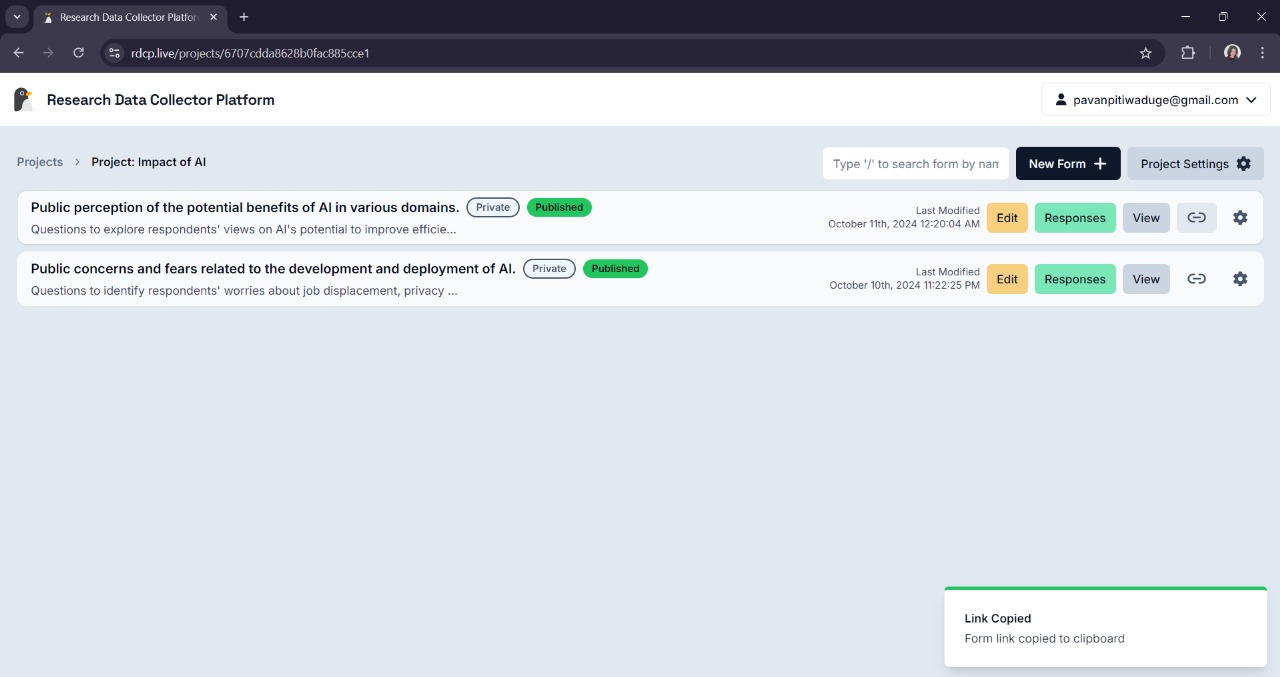 Research Data Collector Platfor
rdcp.live/projects/6707cdda8628b0fac885cce1
Research Data Collector Platform
pavanpitiwaduge@gmail.com
Projects > Project: Impact of AI
Type '/' to search form by nam
New Form +
Project Settings
Public perception of the potential benefits of AI in various domains. Private Published
Questions to explore respondents' views on AI's potential to improve efficie...
Last Modified
October 11th, 2024 12:20:04 AM
Edit Responses View
Public concerns and fears related to the development and deployment of AI. Private Published
Questions to identify respondents' worries about job displacement, privacy ...
Last Modified
October 10th, 2024 11:22:25 PM
Edit Responses View
Link Copied
Form link copied to clipboard